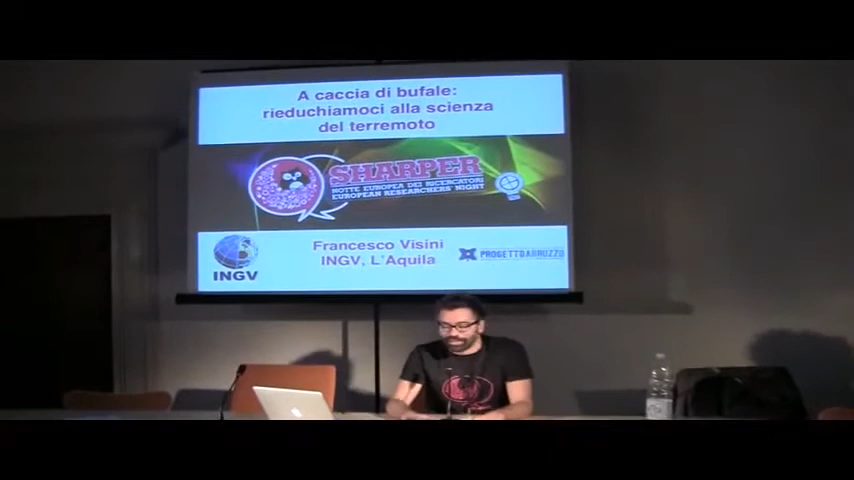 A caccia di bufale:
rieduchiamoci alla scienza
del terremoto
SHARPER
NOTTE EUROPEA DEI RICERCATORI
EUROPEAN RESEARCHERS' NIGHT
Francesco Visini
INGV, L'Aquila
INGV
PROGETTOABRUZZO